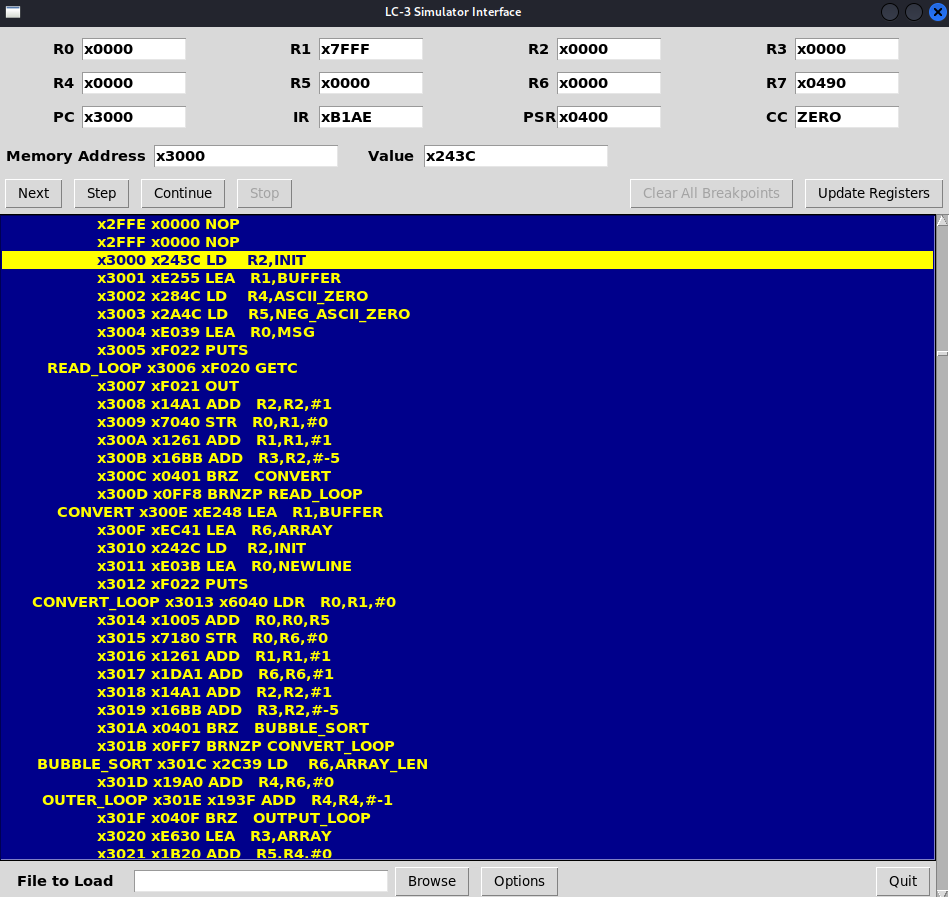 LC-3 Simulator Interface
R0 x0000 R1 x7FFF R2 x0000 R3 x0000
R4 x0000 R5 x0000 R6 x0000 R7 x0490
PC x3000 IR xB1AE PSR x0400 CC ZERO
Memory Address x3000 Value x243C
Next Step Continue Stop Clear All Breakpoints Update Registers
x2FFE x0000 NOP
x2FFF x0000 NOP
x3000 x243C LD R2,INIT
x3001 xE255 LEA R1,BUFFER
x3002 x284C LD R4,ASCII_ZERO
x3003 x2A4C LD R5,NEG_ASCII_ZERO
x3004 xE039 LEA R0,MSG
x3005 xF022 PUTS
READ_LOOP x3006 xF020 GETC
x3007 xF021 OUT
x3008 x14A1 ADD R2,R2,#1
x3009 x7040 STR R0,R1,#0
x300A x1261 ADD R1,R1,#1
x300B x16BB ADD R3,R2,#-5
x300C x0401 BRZ CONVERT
x300D x0FF8 BRNZP READ_LOOP
CONVERT x300E xE248 LEA R1,BUFFER
x300F xEC41 LEA R6,ARRAY
x3010 x242C LD R2,INIT
x3011 xE03B LEA R0,NEWLINE
x3012 xF022 PUTS
CONVERT_LOOP x3013 x6040 LDR R0,R1,#0
x3014 x1005 ADD R0,R0,R5
x3015 x7180 STR R0,R6,#0
x3016 x1261 ADD R1,R1,#1
x3017 x1DA1 ADD R6,R6,#1
x3018 x14A1 ADD R2,R2,#1
x3019 x16BB ADD R3,R2,#-5
x301A x0401 BRZ BUBBLE_SORT
x301B x0FF7 BRNZP CONVERT_LOOP
BUBBLE_SORT x301C x2C39 LD R6,ARRAY_LEN
x301D x19A0 ADD R4,R6,#0
OUTER_LOOP x301E x193F ADD R4,R4,#-1
x301F x040F BRZ OUTPUT_LOOP
x3020 xE630 LEA R3,ARRAY
x3021 x1B20 ADD R5,R4,#0
File to Load Browse Options Quit